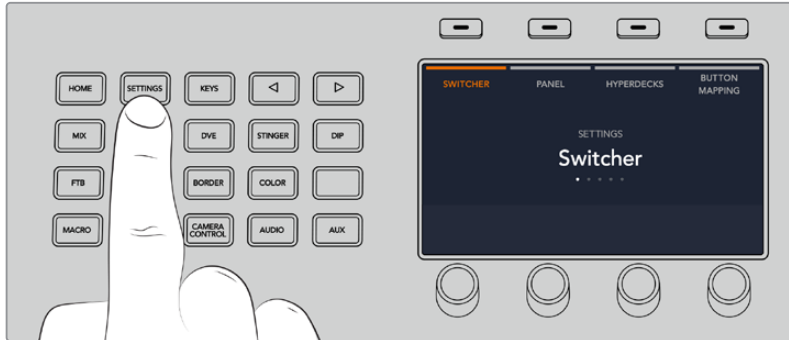 HOME
SETTINGS
KEYS
MIX
DVE
STINGER
DIP
FTB
BORDER
COLOR
MACRO
CAMERA
CONTROL
AUDIO
AUX
SWITCHER
PANEL
HYPERDECKS
BUTTON
MAPPING
SETTINGS
Switcher